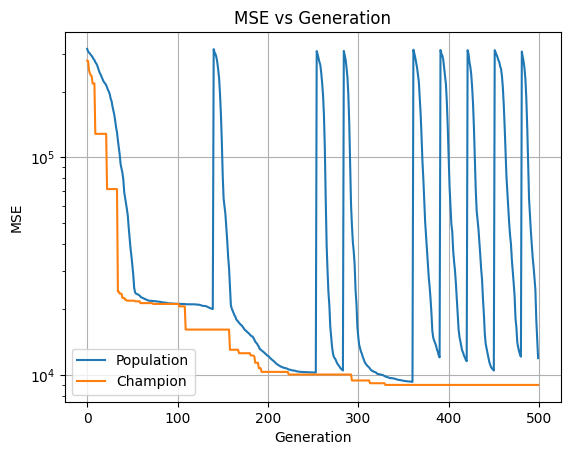 MSE vs Generation
MSE
10^5
10^4
Population
Champion
0
100
200
300
400
500
Generation